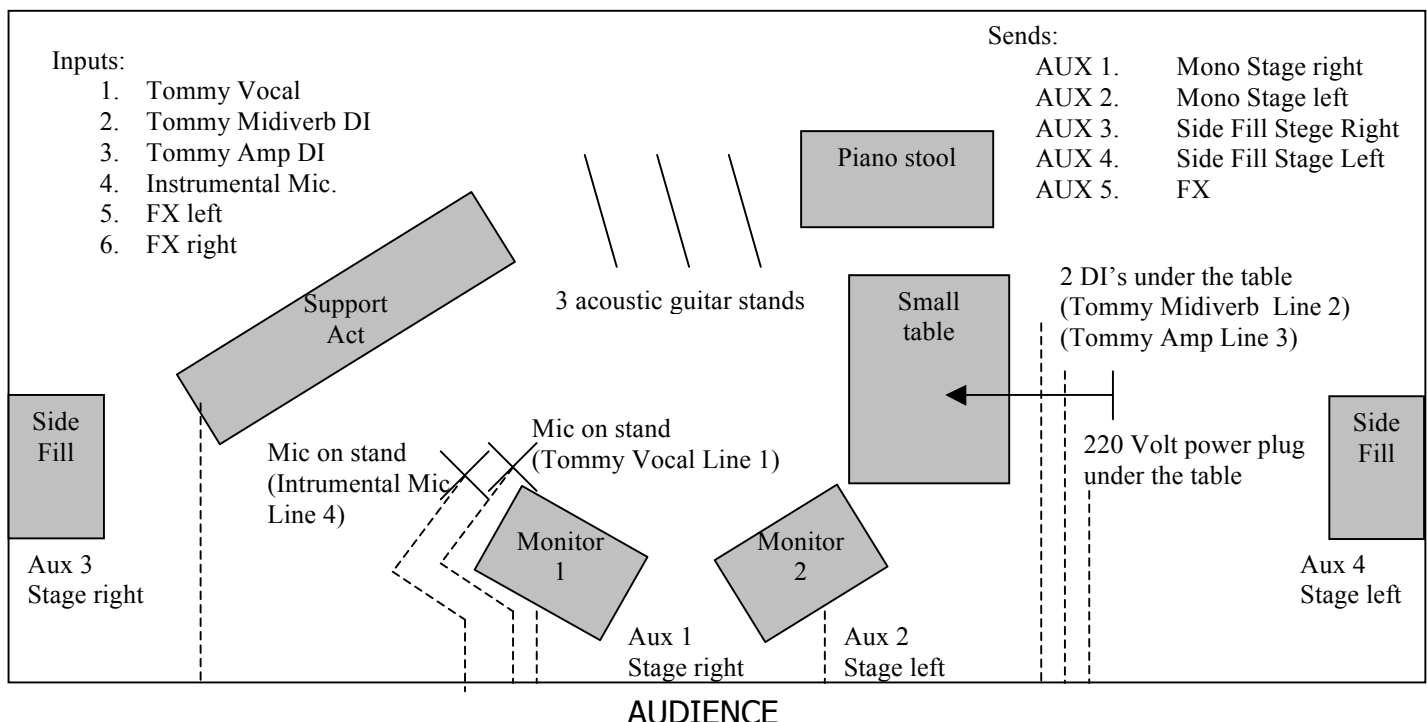 Inputs:
1. Tommy Vocal
2. Tommy Midiverb DI
3. Tommy Amp DI
4. Instrumental Mic.
5. FX left
6. FX right
Sends:
AUX 1. Mono Stage right
AUX 2. Mono Stage left
AUX 3. Side Fill Stege Right
AUX 4. Side Fill Stage Left
AUX 5. FX
Piano stool
Support
Act
3 acoustic guitar stands
Small
table
2 DI's under the table
(Tommy Midiverb Line 2)
(Tommy Amp Line 3)
Side
Fill
Mic on stand
(Intrumental Mic
Line 4)
Mic on stand
(Tommy Vocal Line 1)
220 Volt power plug
under the table
Side
Fill
Monitor
1
Monitor
2
Aux 3
Stage right
Aux 1
Stage right
Aux 2
Stage left
Aux 4
Stage left
AUDIENCE